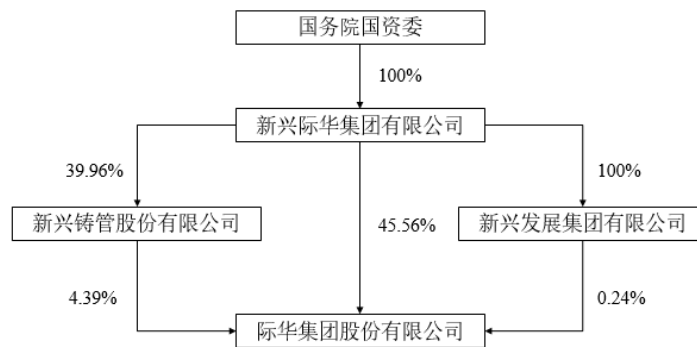 国务院国资委
100%
新兴际华集团有限公司
39.96%
100%
新兴铸管股份有限公司
45.56%
新兴发展集团有限公司
4.39%
0.24%
际华集团股份有限公司